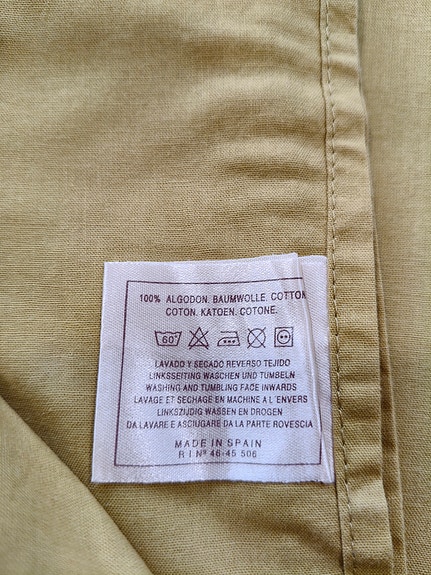 100% ALGODON. BAUMWOLLE. COTTON
COTON. KATOEN. COTONE.
60°
LAVADO Y SECADO REVERSO TEJIDO
LINKSSEITING WASCHEN UND TUMBELN
WASHING AND TUMBLING FACE INWARDS
LAVAGE ET SECHAGE EN MACHINE A L'ENVERS
LINKSZIJDIG WASSEN EN DROGEN
DA LAVARE E ASCIUGARE DA LA PARTE ROVESCIA
MADE IN SPAIN
R I Nº 46-45 506